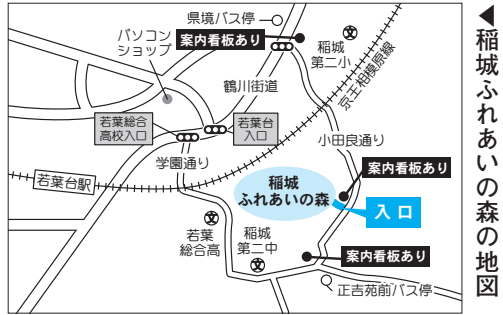 ◀稲城ふれあいの森の地図
県境バス停
パソコン
ショップ
案内看板あり
文
稲城
第二小
京王相模原線
鶴川街道
若葉総合
高校入口
若葉台
入口
小田良通り
学園通り
案内看板あり
若葉台駅
稲城
ふれあいの森
入口
文
若葉
総合高
稲城
第二中
文
案内看板あり
正吉苑前バス停